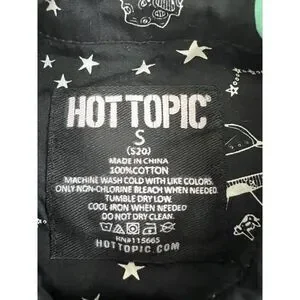 HOT TOPIC®
S
(S20)
MADE IN CHINA
100%COTTON
MACHINE WASH COLD WITH LIKE COLORS.
ONLY NON-CHLORINE BLEACH WHEN NEEDED.
TUMBLE DRY LOW.
COOL IRON WHEN NEEDED
DO NOT DRY CLEAN.
RN#115665
HOTTOPIC.COM